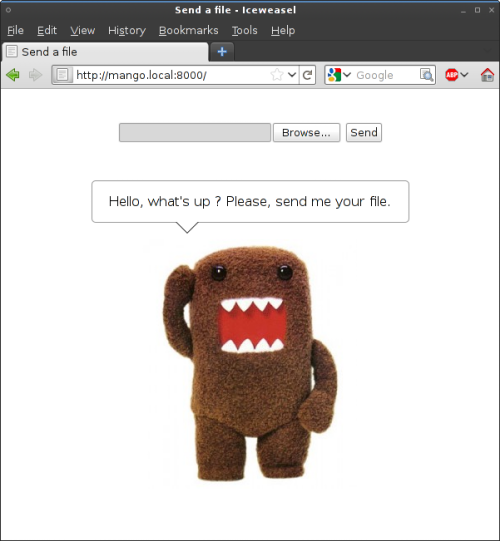 Send a file - Iceweasel
File Edit View History Bookmarks Tools Help
Send a file
http://mango.local:8000/ Google ABP
Browse... Send
Hello, what's up ? Please, send me your file.